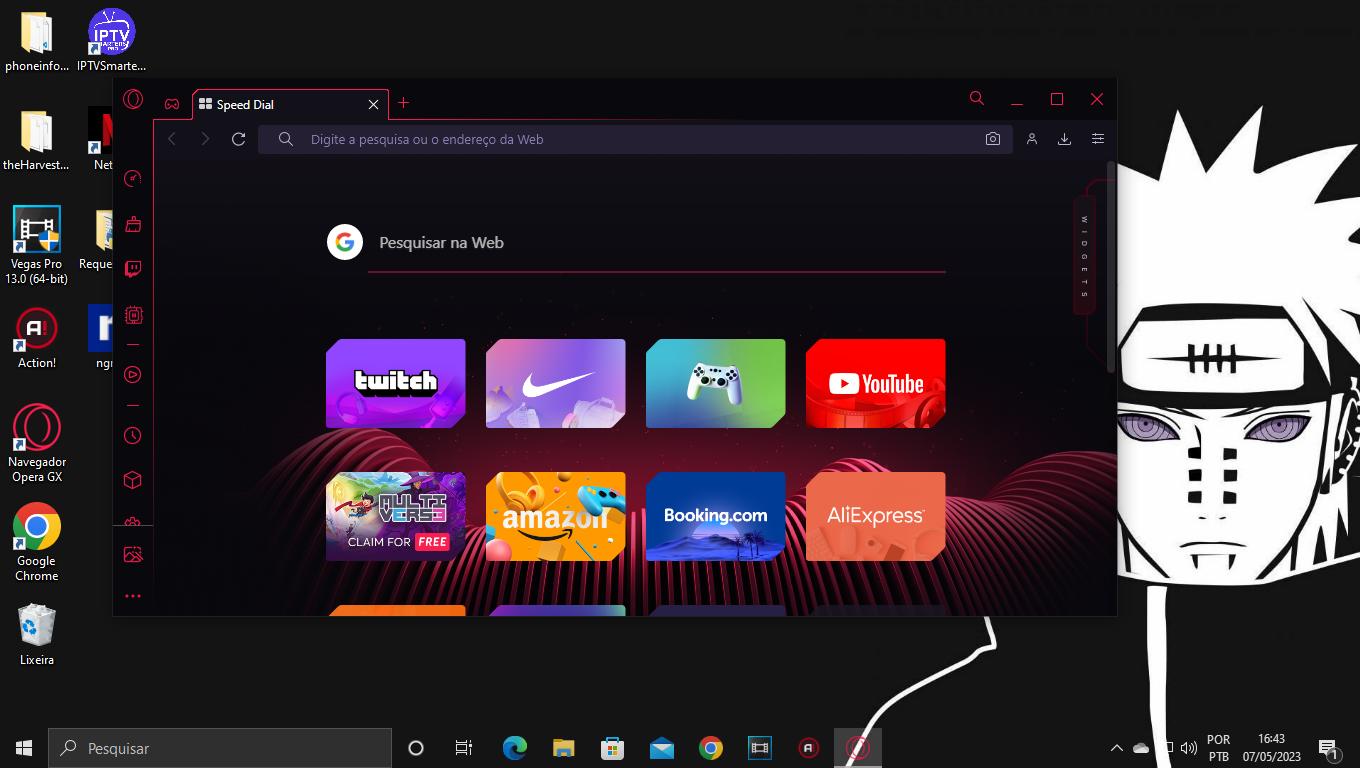 phoneinfo...
IPTV
SMARTERS
PRO
IPTVSmarte...
theHarvest...
Net
Vegas Pro
13.0 (64-bit)
Reque
Action!
Navegador
Opera GX
Google
Chrome
Lixeira
Speed Dial
Digite a pesquisa ou o endereço da Web
WIDGETS
Pesquisar na Web
twitch
YouTube
MULTI
VERSE
CLAIM FOR FREE
amazon
Booking.com
AliExpress
Pesquisar
POR
PTB
16:43
07/05/2023
1